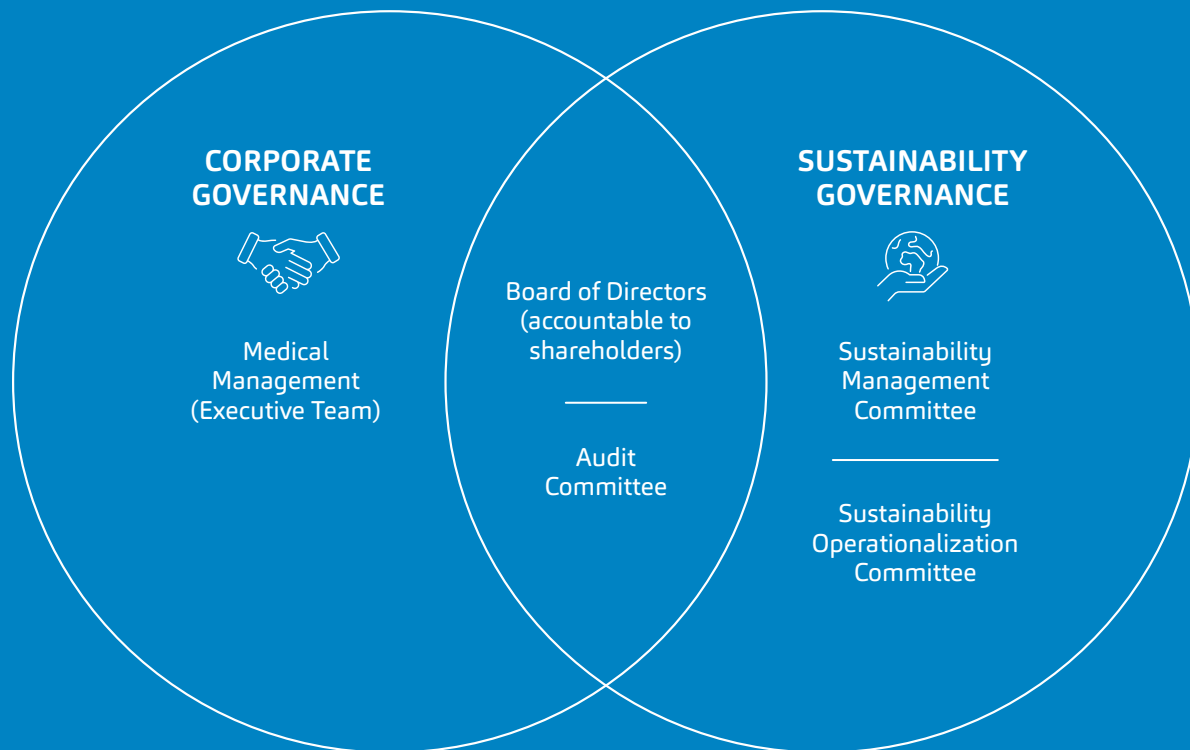 CORPORATE
GOVERNANCE
Medical
Management
(Executive Team)
Board of Directors
(accountable to
shareholders)
Audit
Committee
SUSTAINABILITY
GOVERNANCE
Sustainability
Management
Committee
Sustainability
Operationalization
Committee